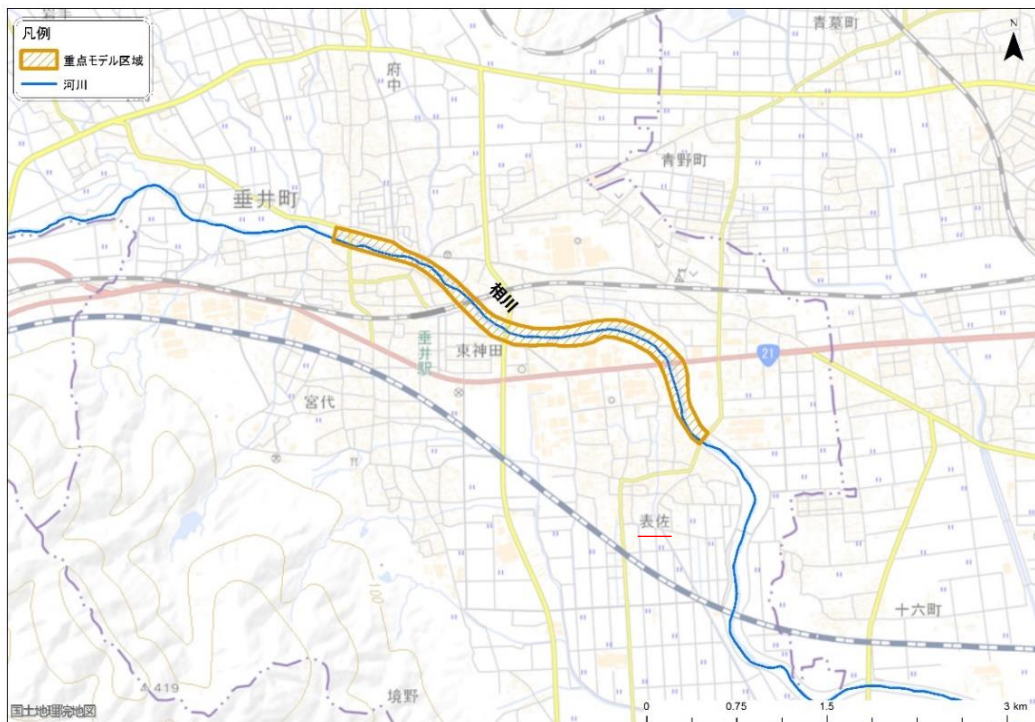 凡例
重点モデル区域
河川
青墓町
N
府中
青野町
垂井町
相川
21
垂井駅
東神田
宮代
表佐
十六町
419
境野
100
国土地理院地図
0 0.75 1.5 3 km